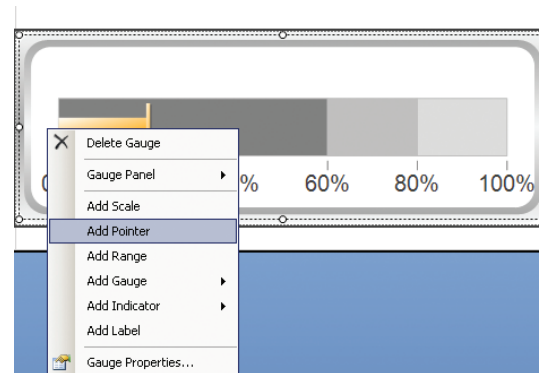 Delete Gauge
Gauge Panel
Add Scale
Add Pointer
Add Range
Add Gauge
Add Indicator
Add Label
Gauge Properties...
0
% 60% 80% 100%